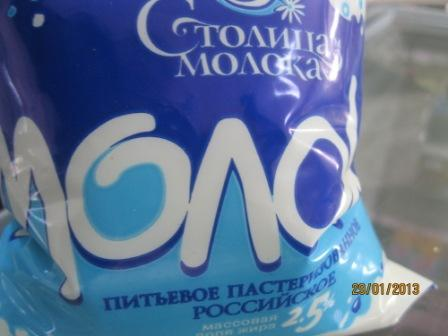 Столица
молока
МОЛОК
ПИТЬЕВОЕ ПАСТЕРИЗОВАННОЕ
РОССИЙСКОЕ
массовая
доля жира 2.5%
29/01/2013